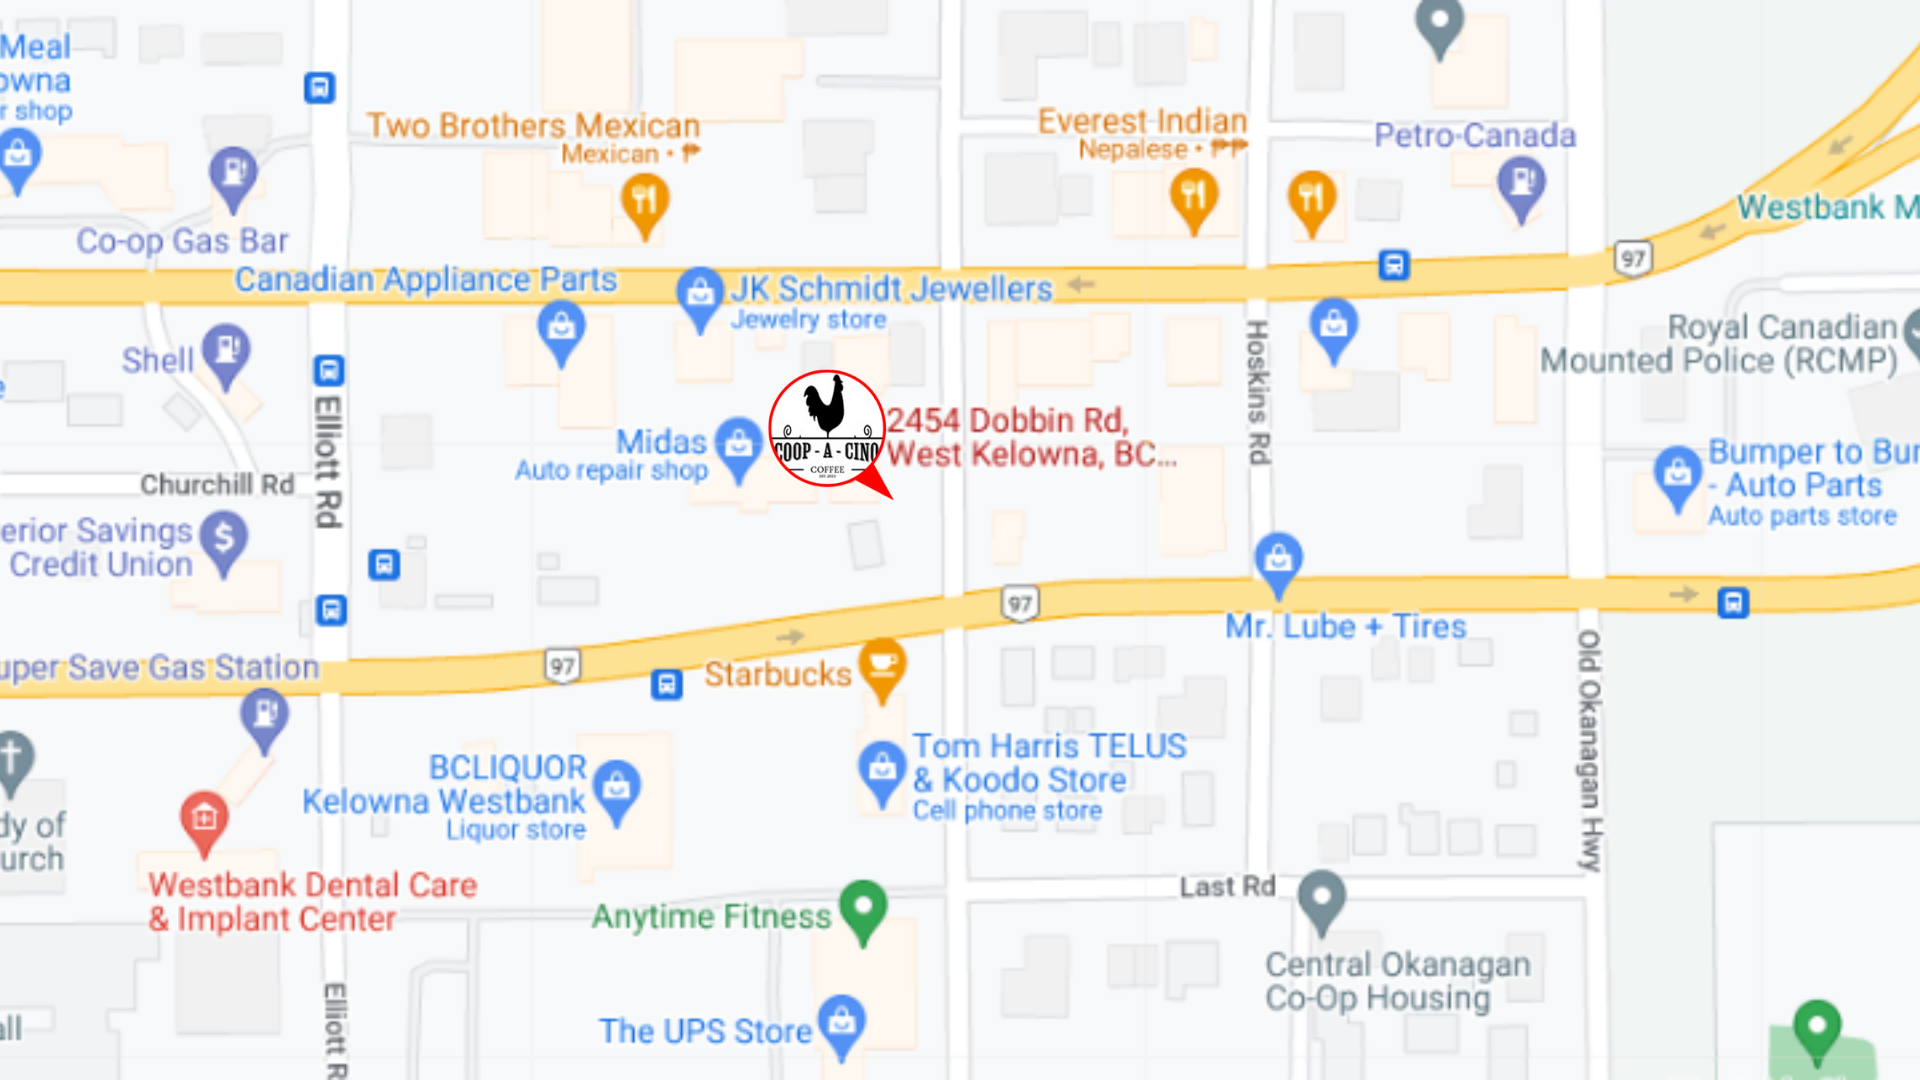 Meal
owna
r shop
Two Brothers Mexican
Mexican • ₱
Everest Indian
Nepalese • ₱₱
Petro-Canada
Westbank M
Co-op Gas Bar
Canadian Appliance Parts
JK Schmidt Jewellers
Jewelry store
97
Shell
Royal Canadian
Mounted Police (RCMP)
Elliott Rd
Hoskins Rd
COOP-A-CINO
COFFEE
2454 Dobbin Rd,
West Kelowna, BC...
Midas
Auto repair shop
Bumper to Bur
- Auto Parts
Auto parts store
Churchill Rd
erior Savings
Credit Union
97
Mr. Lube + Tires
uper Save Gas Station
97
Starbucks
Old Okanagan Hwy
BCLIQUOR
Kelowna Westbank
Liquor store
Tom Harris TELUS
& Koodo Store
Cell phone store
dy of
urch
Westbank Dental Care
& Implant Center
Last Rd
Anytime Fitness
Central Okanagan
Co-Op Housing
Elliott R
all
The UPS Store